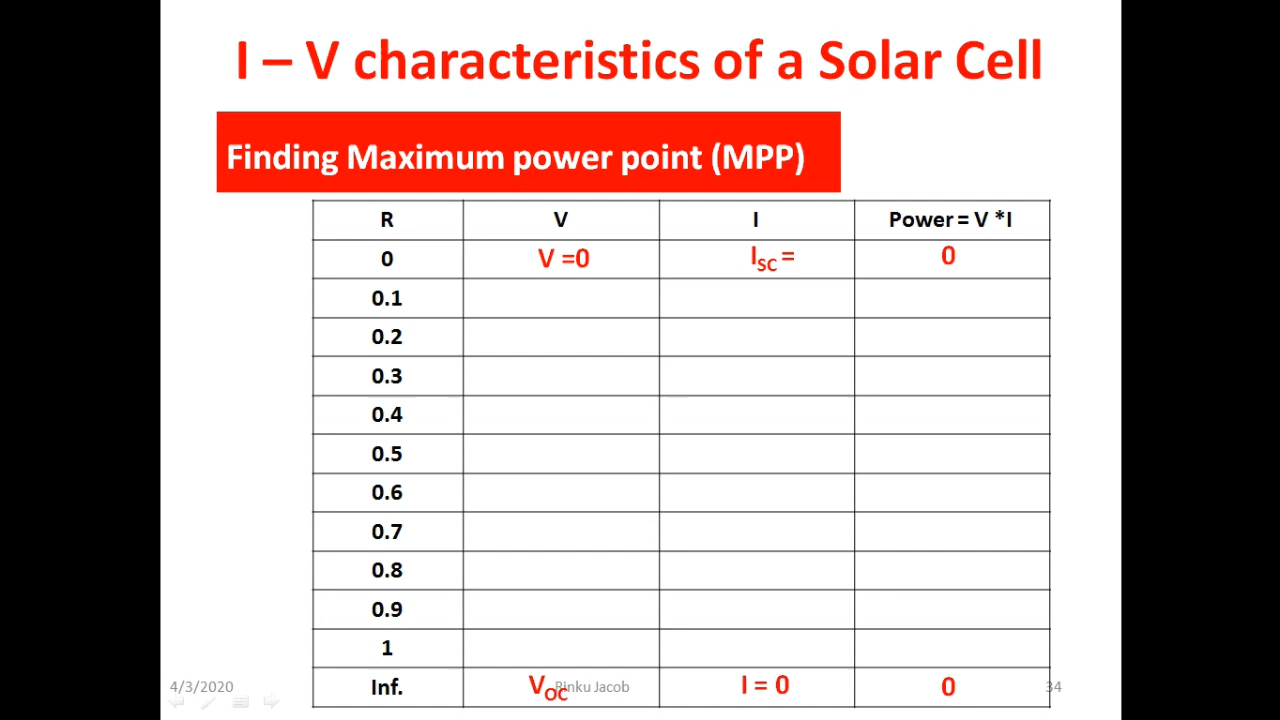 I – V characteristics of a Solar Cell
Finding Maximum power point (MPP)
R V I Power = V *I
0 V =0 ISC = 0
0.1
0.2
0.3
0.4
0.5
0.6
0.7
0.8
0.9
1
Inf. VOC I = 0 0
4/3/2020 Rinku Jacob 34